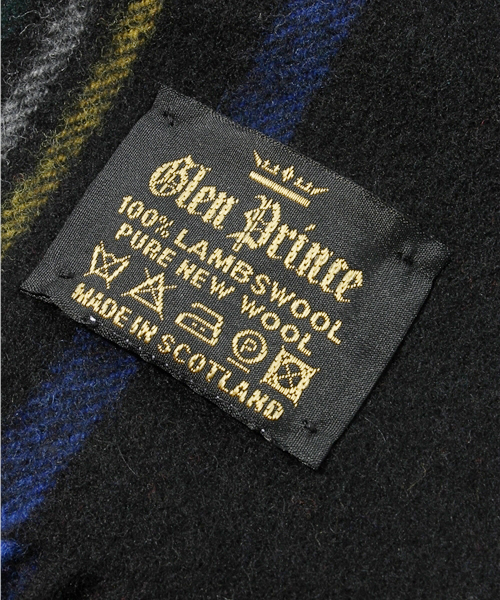 Glen Prince
100% LAMBSWOOL
PURE NEW WOOL
MADE IN SCOTLAND